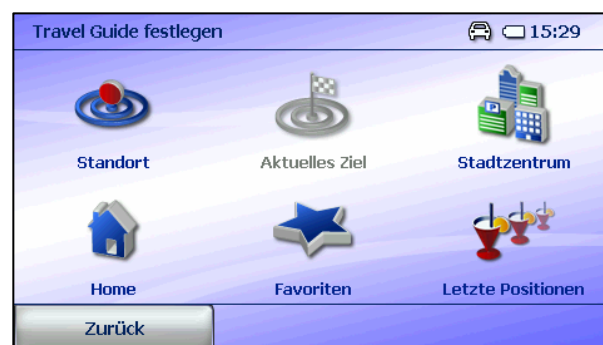 Travel Guide festlegen 15:29
P
Standort Aktuelles Ziel Stadtzentrum
Home Favoriten Letzte Positionen
Zurück